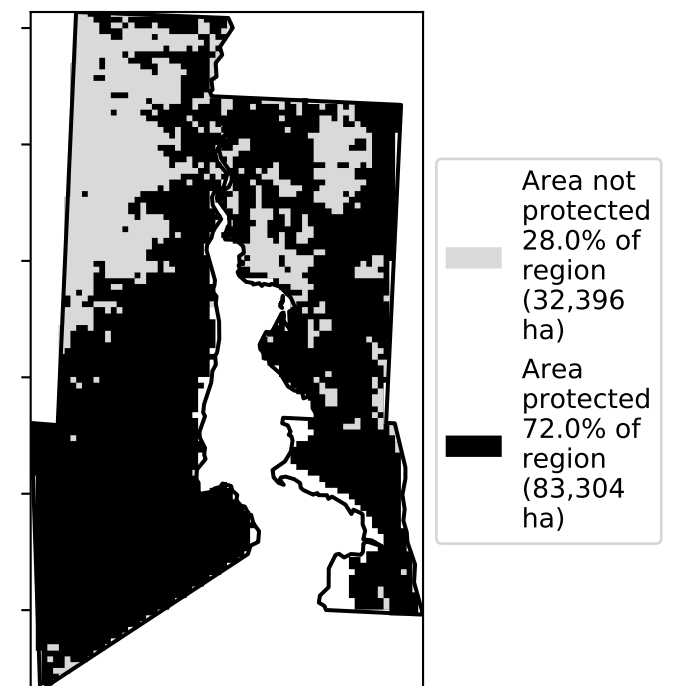 Area not
protected
28.0% of
region
(32,396
ha)
Area
protected
72.0% of
region
(83,304
ha)